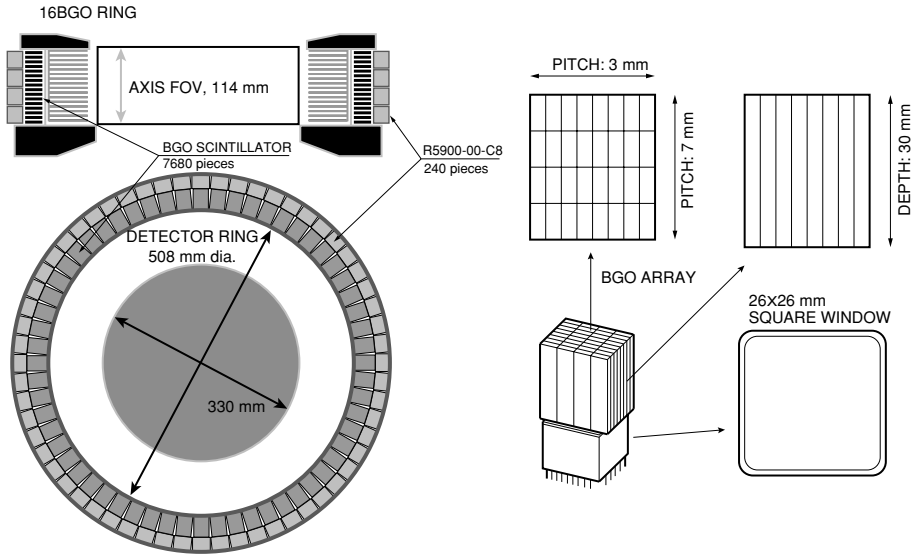 16BGO RING
AXIS FOV, 114 mm
BGO SCINTILLATOR
7680 pieces
R5900-00-C8
240 pieces
DETECTOR RING
508 mm dia.
330 mm
PITCH: 3 mm
PITCH: 7 mm
DEPTH: 30 mm
BGO ARRAY
26X26 mm
SQUARE WINDOW